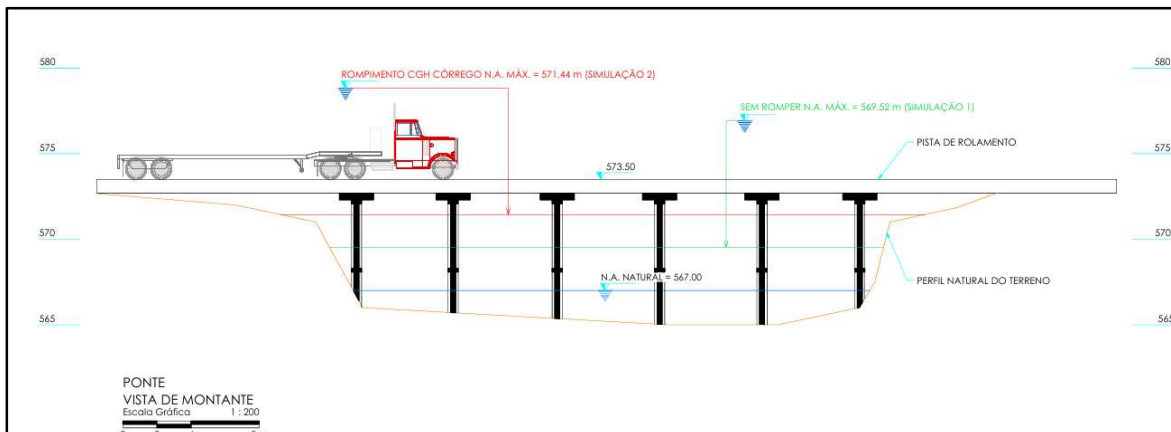 580
580
ROMPIMENTO CGH CÓRREGO N.A. MÁX. = 571.44 m (SIMULAÇÃO 2)
SEM ROMPER N.A. MÁX. = 569.52 m (SIMULAÇÃO 1)
PISTA DE ROLAMENTO
575
575
573.50
570
570
N.A. NATURAL = 567.00
PERFIL NATURAL DO TERRENO
565
565
PONTE
VISTA DE MONTANTE
Escala Gráfica 1 : 200